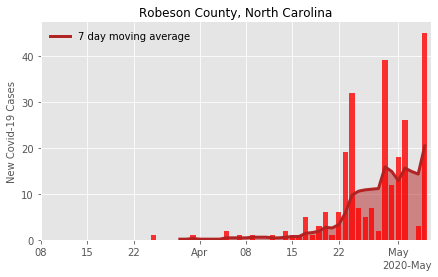 Robeson County, North Carolina
7 day moving average
New Covid-19 Cases
40
30
20
10
0
08 15 22 Apr 08 15 22 May
2020-May